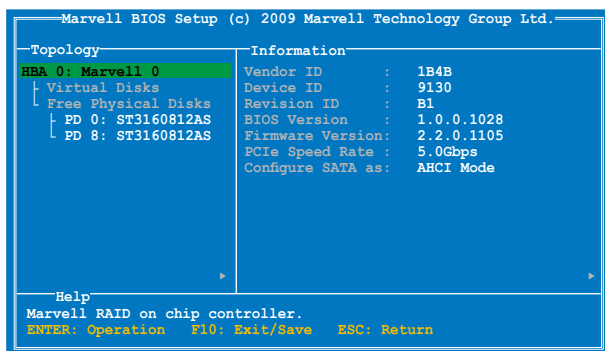 Marvell BIOS Setup (c) 2009 Marvell Technology Group Ltd.
Topology
HBA 0: Marvell 0
Virtual Disks
Free Physical Disks
PD 0: ST3160812AS
PD 8: ST3160812AS
Information
Vendor ID : 1B4B
Device ID : 9130
Revision ID : B1
BIOS Version : 1.0.0.1028
Firmware Version: 2.2.0.1105
PCIe Speed Rate : 5.0Gbps
Configure SATA as: AHCI Mode
Help
Marvell RAID on chip controller.
ENTER: Operation F10: Exit/Save ESC: Return